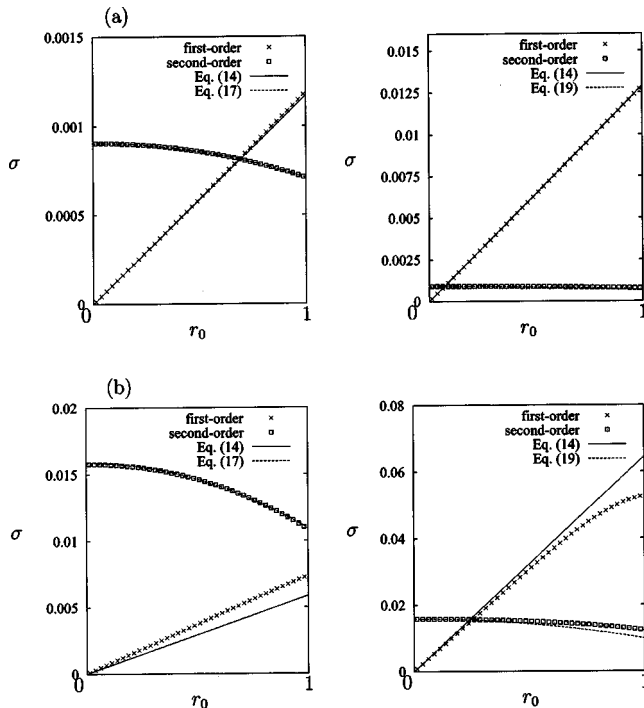 (a)
0.0015
first-order
second-order
Eq. (14)
Eq. (17)
0.001
σ
0.0005
0
0
1
r₀
0.015
first-order
second-order
Eq. (14)
Eq. (19)
0.0125
0.01
σ
0.0075
0.005
0.0025
0
0
1
r₀
(b)
0.02
first-order
second-order
Eq. (14)
Eq. (17)
0.015
σ
0.01
0.005
0
0
1
r₀
0.08
first-order
second-order
Eq. (14)
Eq. (19)
0.06
σ
0.04
0.02
0
0
1
r₀